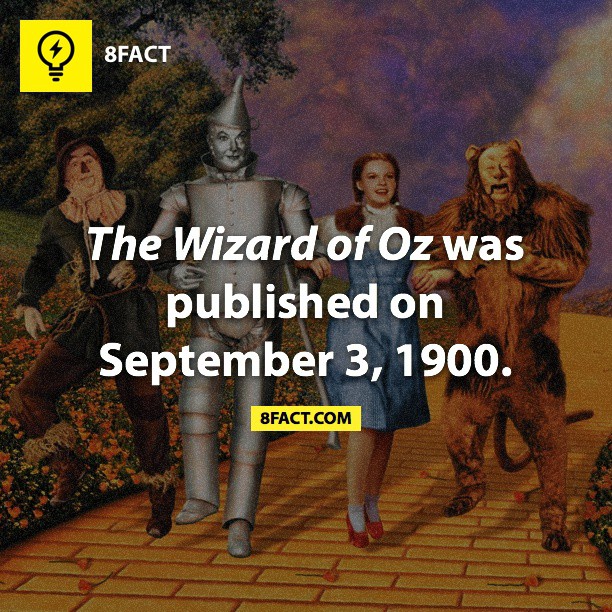 8FACT
The Wizard of Oz was
published on
September 3, 1900.
8FACT.COM